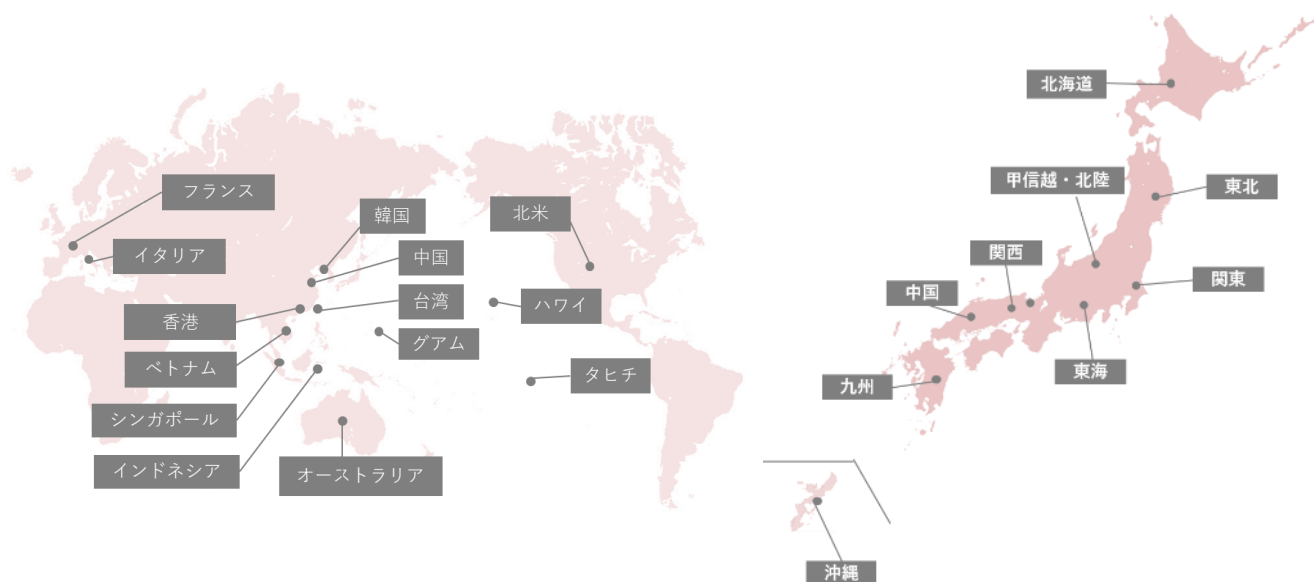 フランス
イタリア
韓国
中国
台湾
香港
グアム
ベトナム
シンガポール
インドネシア
オーストラリア
北米
ハワイ
タヒチ
北海道
甲信越・北陸
東北
関西
中国
関東
東海
九州
沖縄